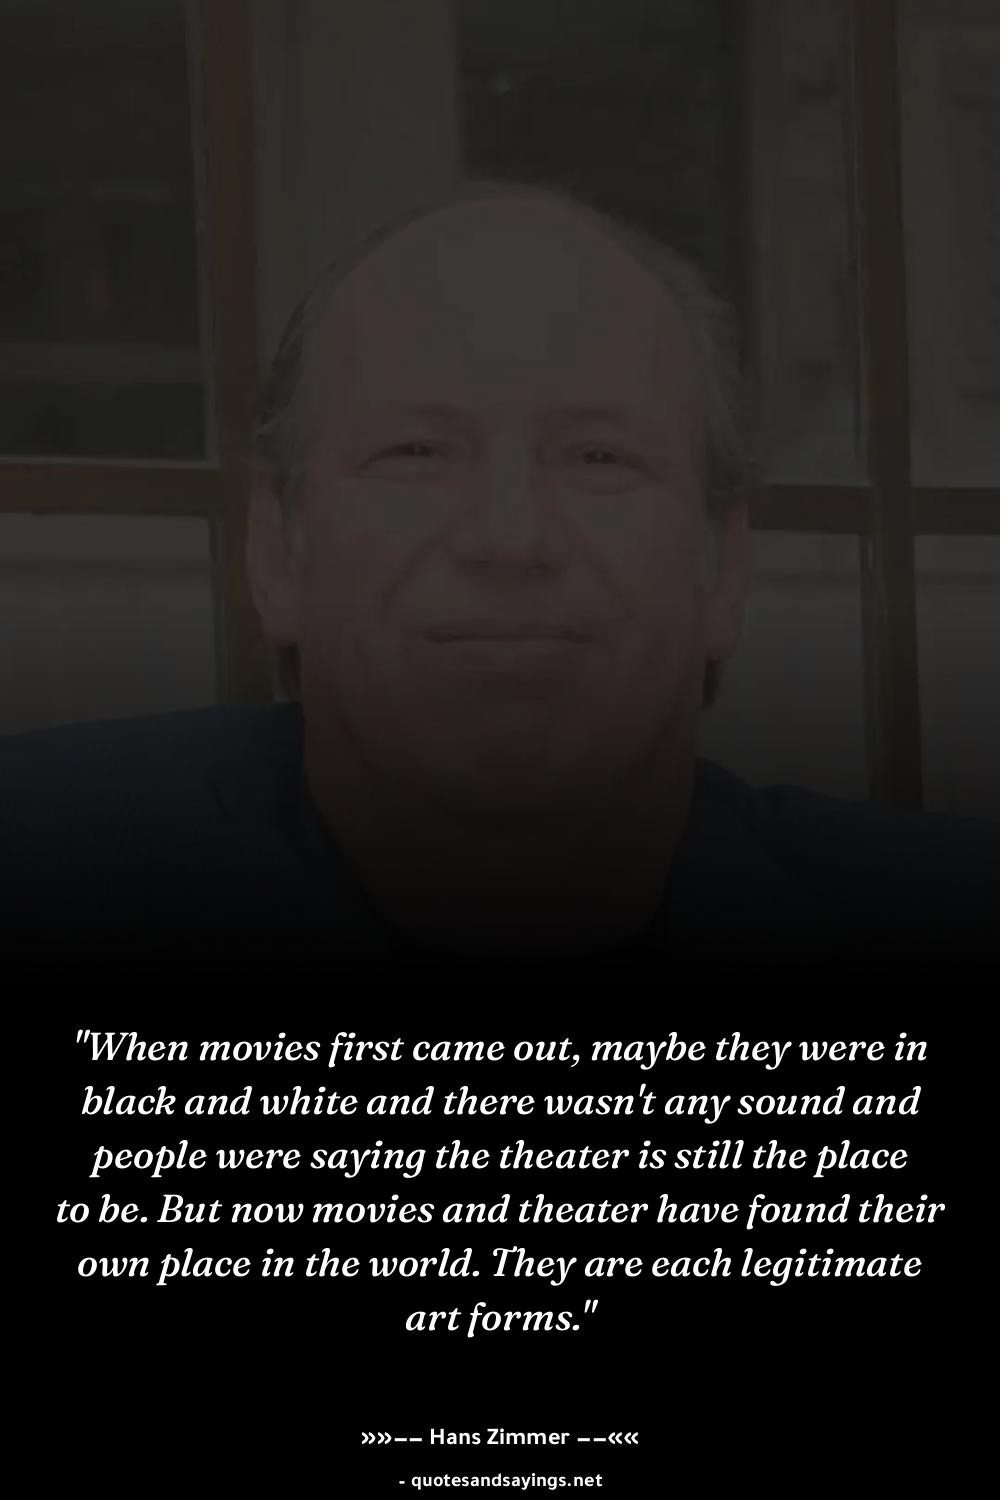 "When movies first came out, maybe they were in
black and white and there wasn't any sound and
people were saying the theater is still the place
to be. But now movies and theater have found their
own place in the world. They are each legitimate
art forms."
»»−− Hans Zimmer −−««
- quotesandsayings.net